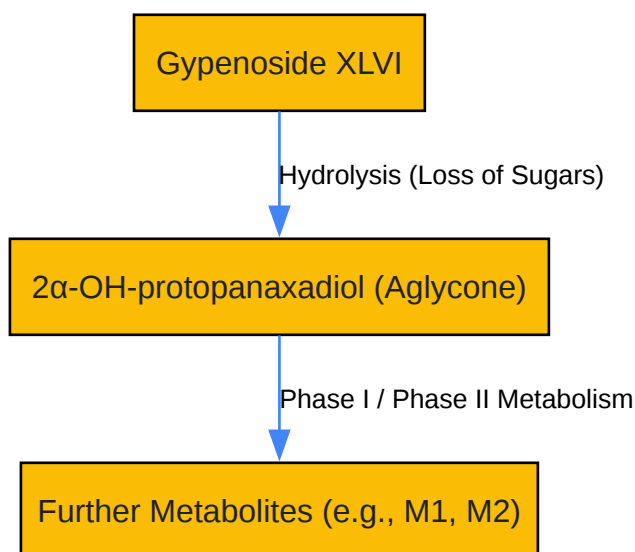 Gypenoside XLVI
Hydrolysis (Loss of Sugars)
2α-OH-protopanaxadiol (Aglycone)
Phase I / Phase II Metabolism
Further Metabolites (e.g., M1, M2)